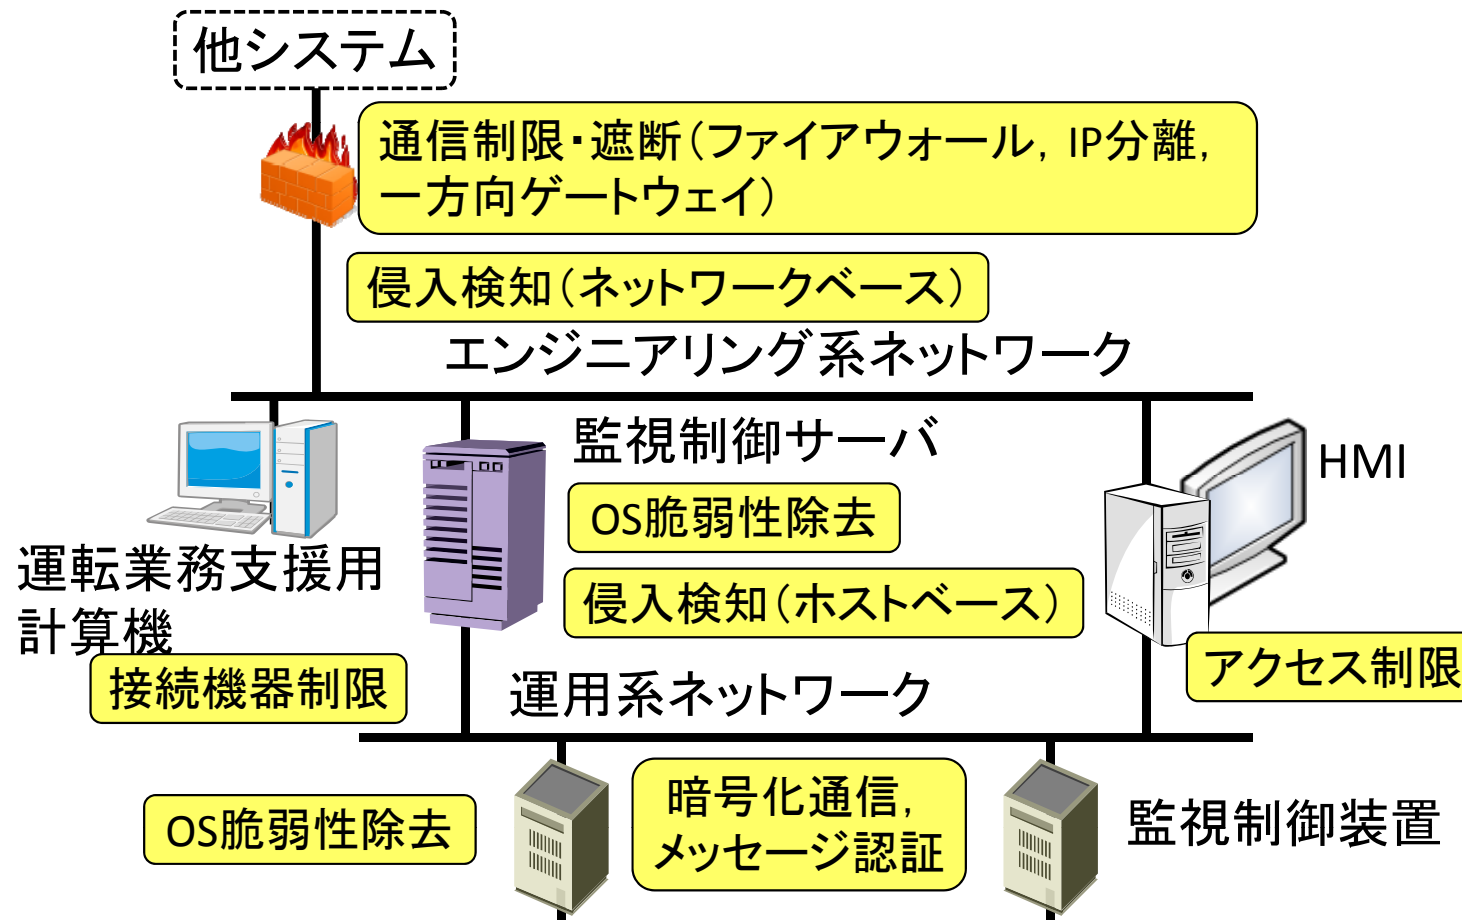 他システム
通信制限・遮断（ファイアウォール，IP分離，
一方向ゲートウェイ）
侵入検知（ネットワークベース）
エンジニアリング系ネットワーク
監視制御サーバ
HMI
OS脆弱性除去
運転業務支援用
計算機
侵入検知（ホストベース）
アクセス制限
接続機器制限
運用系ネットワーク
OS脆弱性除去
暗号化通信，
メッセージ認証
監視制御装置